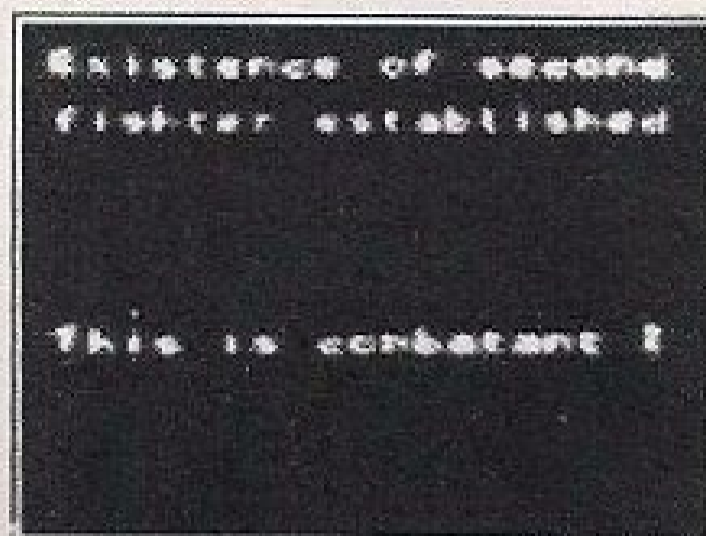 Existence of second
fighter established
This is combatant